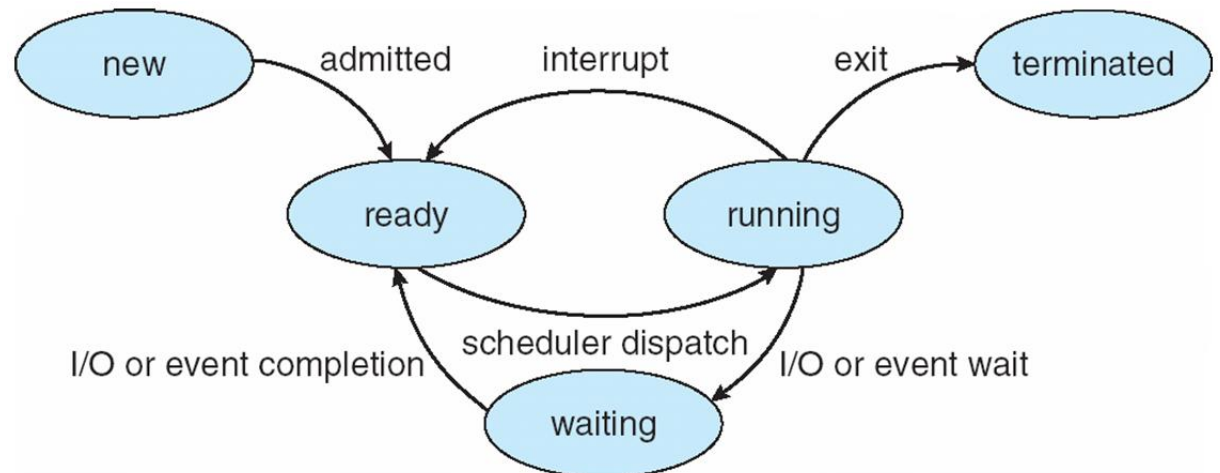 new
admitted
interrupt
exit
terminated
ready
running
scheduler dispatch
I/O or event completion
I/O or event wait
waiting